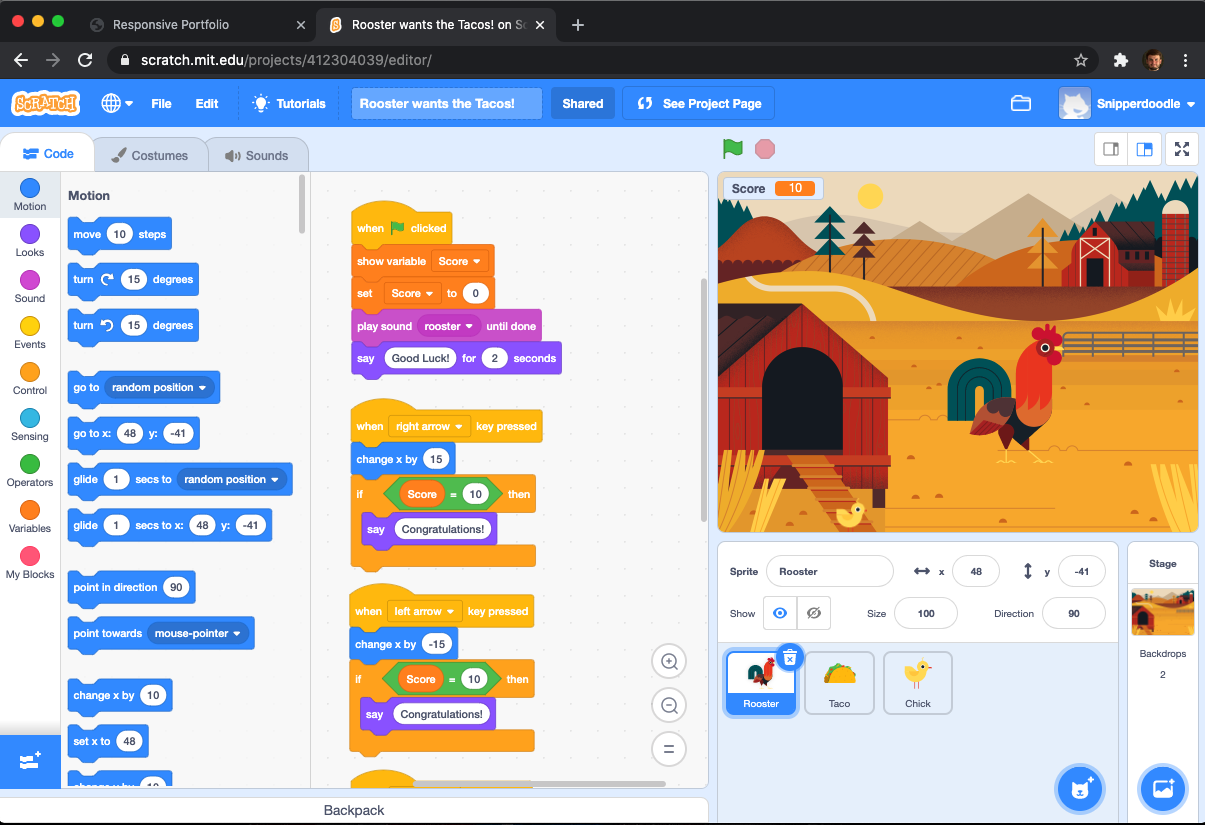 Responsive Portfolio
Rooster wants the Tacos! on Sc
scratch.mit.edu/projects/412304039/editor/
SCRATCH File Edit Tutorials Rooster wants the Tacos! Shared See Project Page Snipperdoodle
Code Costumes Sounds
Motion
Looks
Sound
Events
Control
Sensing
Operators
Variables
My Blocks
Motion
move 10 steps
turn 15 degrees
turn 15 degrees
go to random position
go to x: 48 y: -41
glide 1 secs to random position
glide 1 secs to x: 48 y: -41
point in direction 90
point towards mouse-pointer
change x by 10
set x to 48
change y by 10
when clicked
show variable Score
set Score to 0
play sound rooster until done
say Good Luck! for 2 seconds
when right arrow key pressed
change x by 15
if Score = 10 then
say Congratulations!
when left arrow key pressed
change x by -15
if Score = 10 then
say Congratulations!
Backpack
Score 10
Sprite Rooster x 48 y -41
Show Size 100 Direction 90
Rooster
Taco
Chick
Stage
Backdrops
2